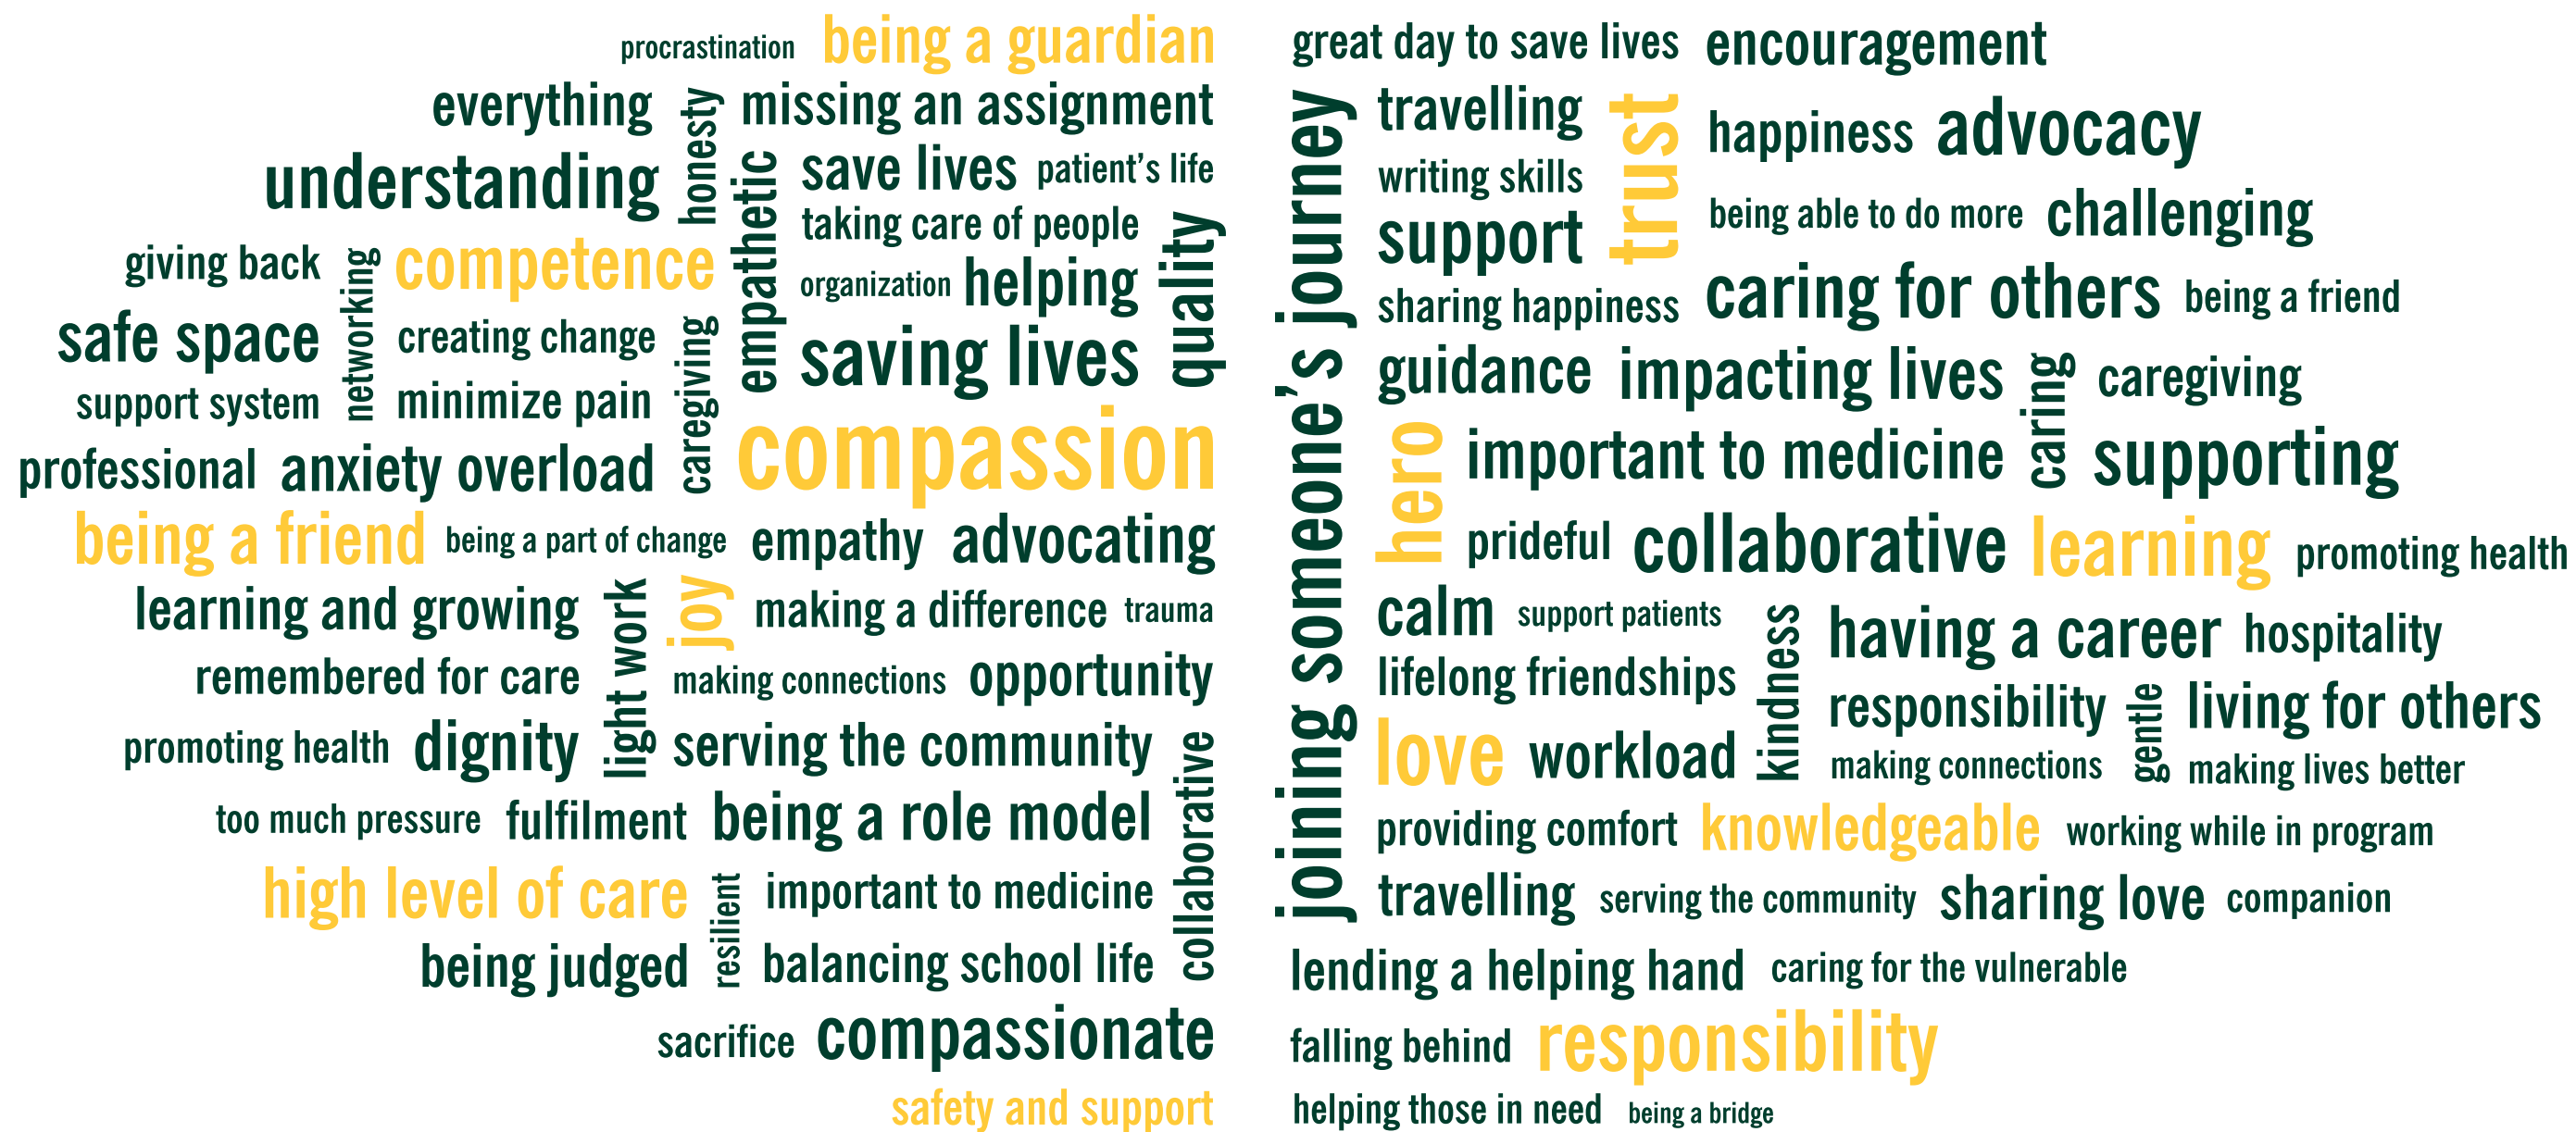 procrastination
being a guardian
everything
honesty
missing an assignment
understanding
empathetic
save lives
patient’s life
taking care of people
quality
giving back
networking
competence
organization
helping
safe space
creating change
caregiving
saving lives
support system
minimize pain
compassion
professional
anxiety overload
being a friend
being a part of change
empathy
advocating
learning and growing
light work
joy
making a difference
trauma
remembered for care
making connections
opportunity
promoting health
dignity
serving the community
collaborative
too much pressure
fulfilment
being a role model
high level of care
resilient
important to medicine
being judged
balancing school life
sacrifice
compassionate
safety and support
great day to save lives
encouragement
joining someone’s journey
travelling
trust
happiness
advocacy
writing skills
being able to do more
challenging
support
sharing happiness
caring for others
being a friend
guidance
impacting lives
caring
caregiving
hero
important to medicine
supporting
prideful
collaborative
learning
promoting health
calm
support patients
kindness
having a career
hospitality
lifelong friendships
responsibility
gentle
living for others
love
workload
making connections
making lives better
providing comfort
knowledgeable
working while in program
travelling
serving the community
sharing love
companion
lending a helping hand
caring for the vulnerable
falling behind
responsibility
helping those in need
being a bridge